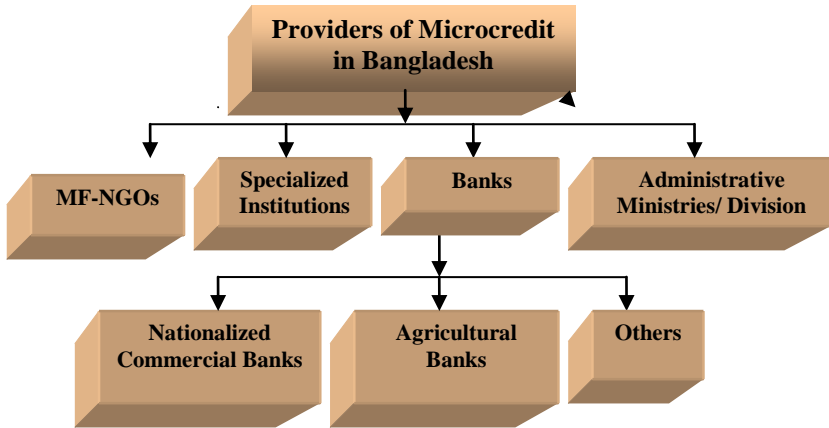 Providers of Microcredit
in Bangladesh
MF-NGOs
Specialized
Institutions
Banks
Administrative
Ministries/ Division
Nationalized
Commercial Banks
Agricultural
Banks
Others